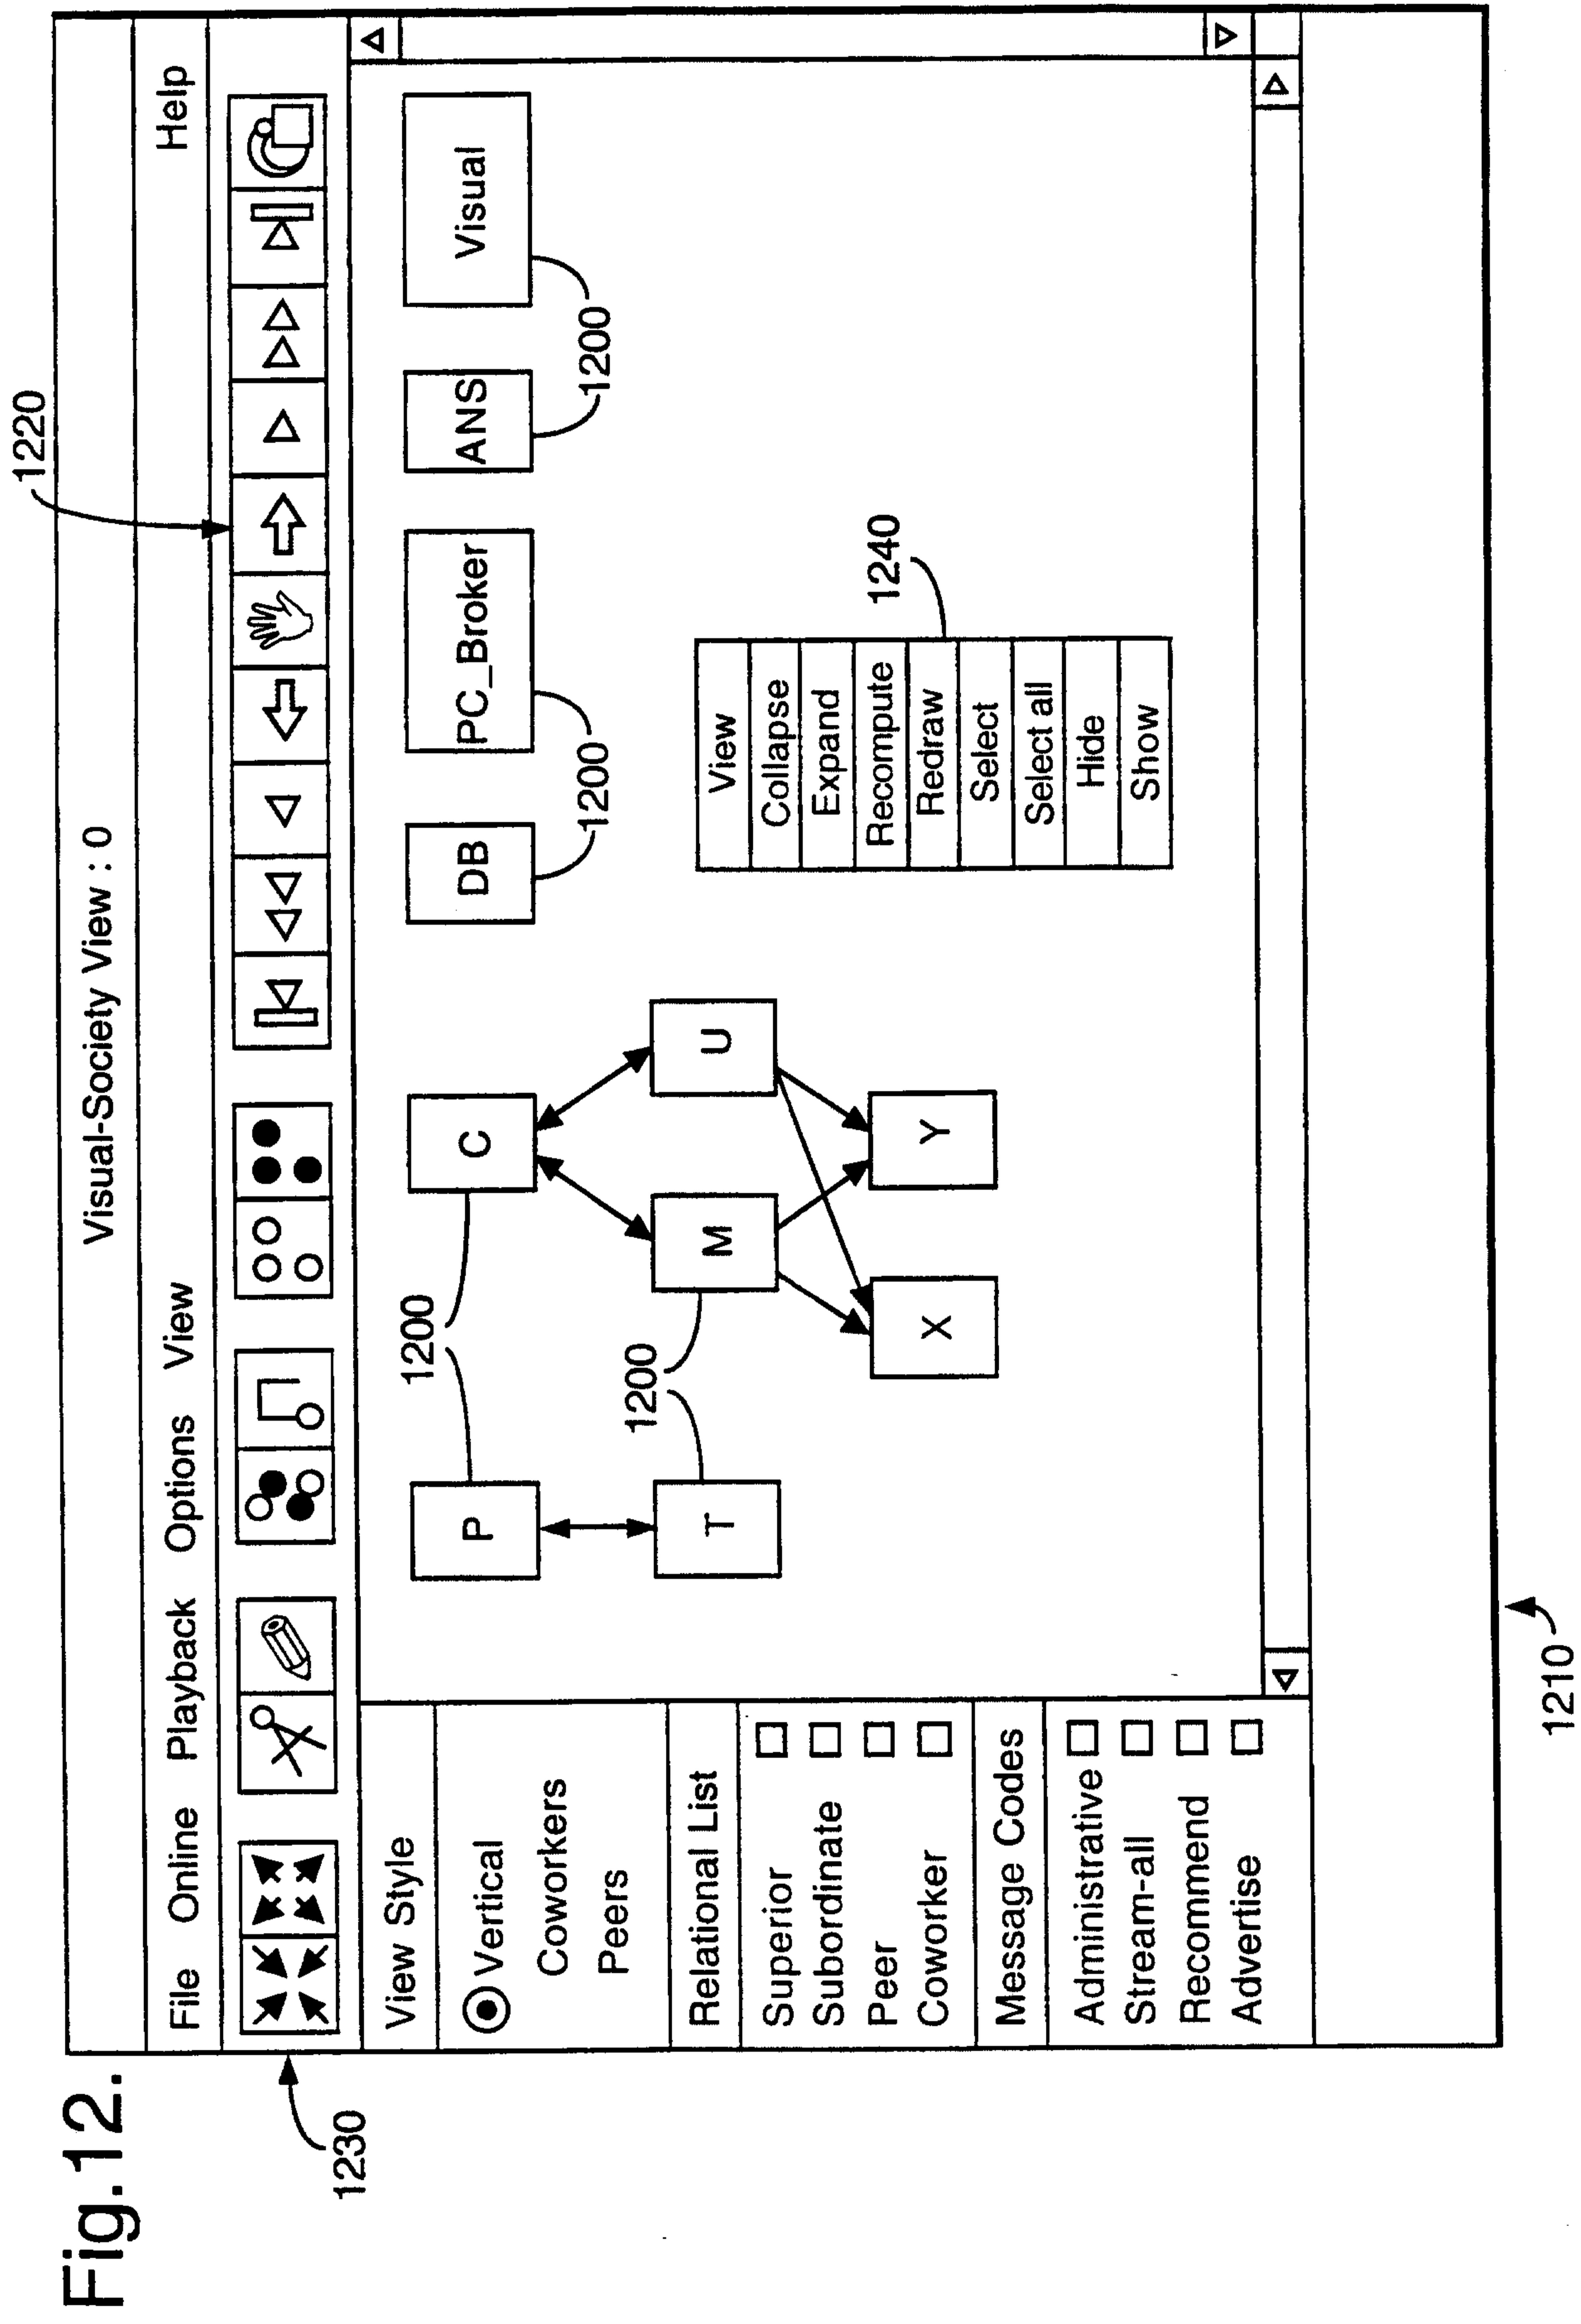 Fig.12.
1220
Visual-Society View : 0
File Online Playback Options View Help
1230
View Style
Vertical
Coworkers
Peers
Relational List
Superior
Subordinate
Peer
Coworker
Message Codes
Administrative
Stream-all
Recommend
Advertise
P
C
DB
PC_Broker
ANS
Visual
1200
1200
1200
T
M
U
1200
X
Y
1240
View
Collapse
Expand
Recompute
Redraw
Select
Select all
Hide
Show
1210